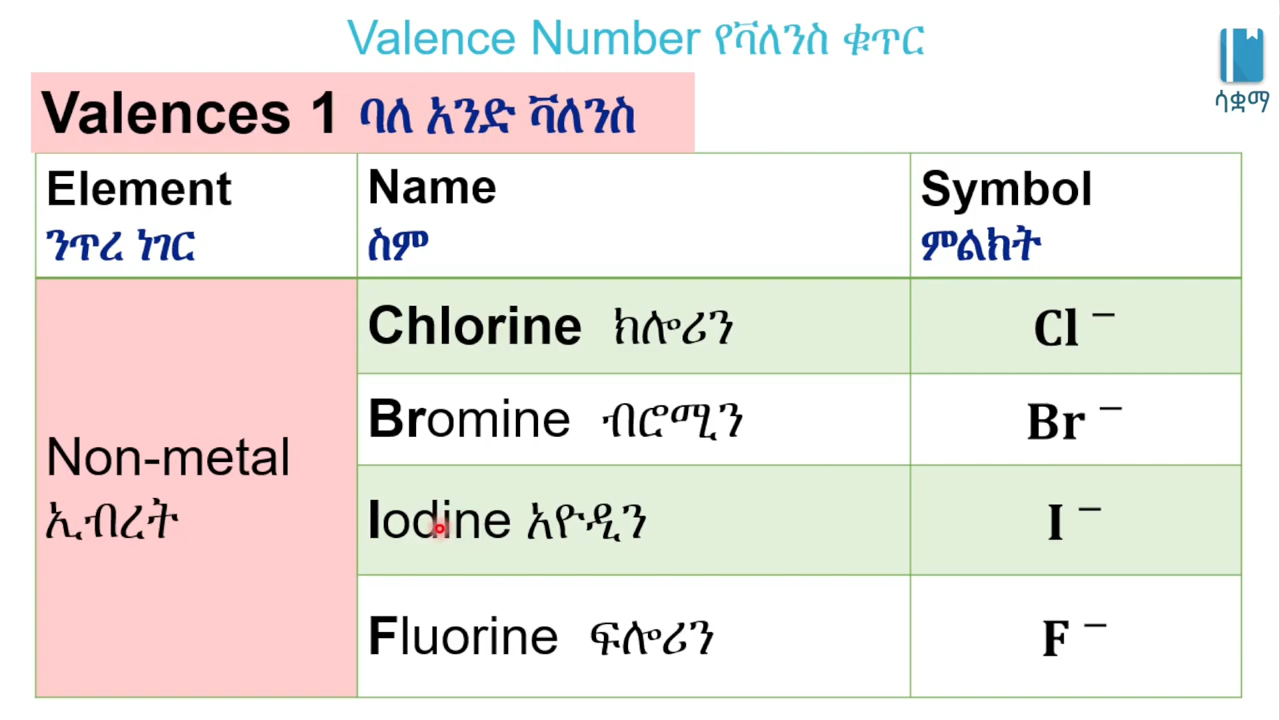 Valence Number የቫለንስ ቁጥር
ሳቋማ
Valences 1 ባለ አንድ ቫለንስ
Element
ንጥረ ነገር
Name
ስም
Symbol
ምልክት
Non-metal
ኢብረት
Chlorine ክሎሪን
Cl⁻
Bromine ብሮሚን
Br⁻
Iodine አዮዲን
I⁻
Fluorine ፍሎሪን
F⁻